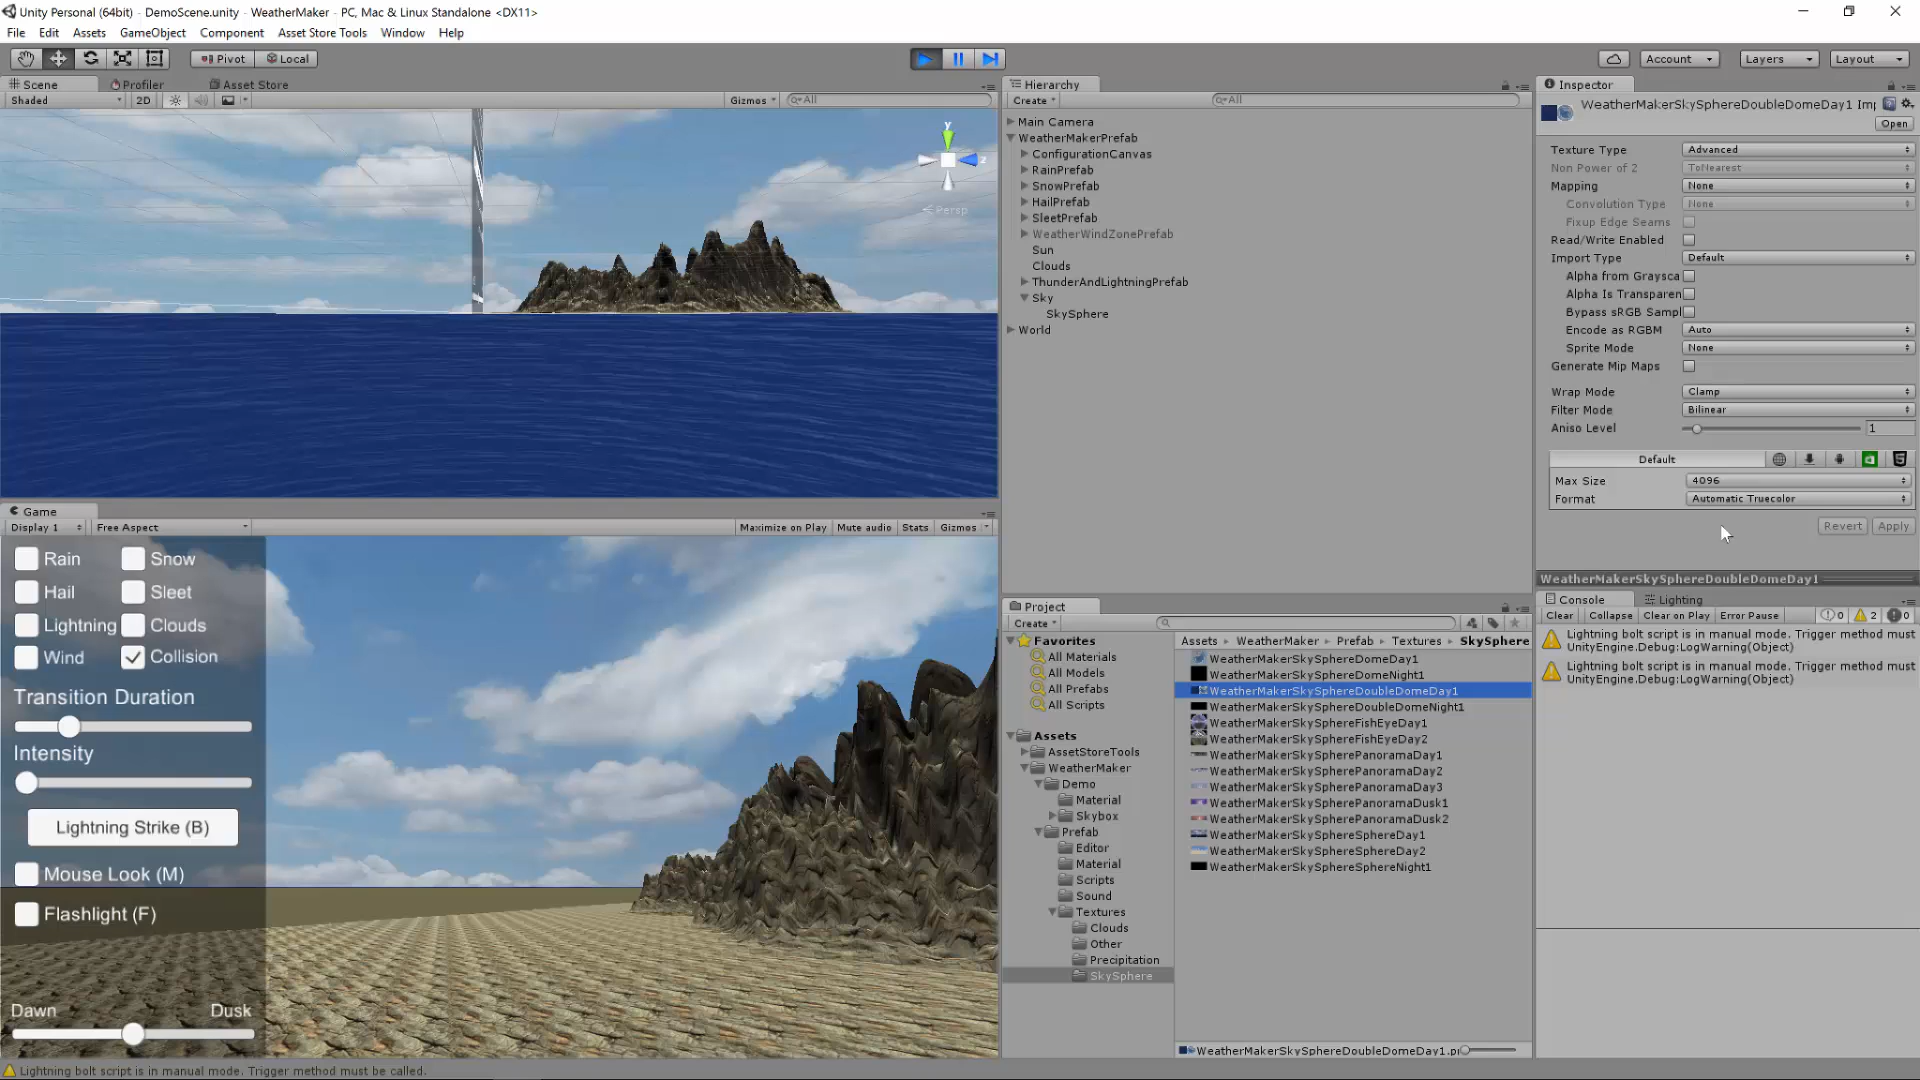 Unity Personal (64bit) - DemoScene.unity - WeatherMaker - PC, Mac & Linux Standalone <DX11>
File Edit Assets GameObject Component Asset Store Tools Window Help
Pivot Local Account Layers Layout
Scene Profiler Asset Store
Shaded 2D Gizmos All
y
z
Persp
Game
Display 1 Free Aspect Maximize on Play Mute audio Stats Gizmos
Rain Snow
Hail Sleet
Lightning Clouds
Wind Collision
Transition Duration
Intensity
Lightning Strike (B)
Mouse Look (M)
Flashlight (F)
Dawn Dusk
Lightning bolt script is in manual mode. Trigger method must be called.
Hierarchy
Create All
Main Camera
WeatherMakerPrefab
ConfigurationCanvas
RainPrefab
SnowPrefab
HailPrefab
SleetPrefab
WeatherWindZonePrefab
Sun
Clouds
ThunderAndLightningPrefab
Sky
SkySphere
World
Project
Create
Favorites
All Materials
All Models
All Prefabs
All Scripts
Assets
AssetStoreTools
WeatherMaker
Demo
Material
Skybox
Prefab
Editor
Material
Scripts
Sound
Textures
Clouds
Other
Precipitation
SkySphere
Assets WeatherMaker Prefab Textures SkySphere
WeatherMakerSkySphereDomeDay1
WeatherMakerSkySphereDomeNight1
WeatherMakerSkySphereDoubleDomeDay1
WeatherMakerSkySphereDoubleDomeNight1
WeatherMakerSkySphereFishEyeDay1
WeatherMakerSkySphereFishEyeDay2
WeatherMakerSkySpherePanoramaDay1
WeatherMakerSkySpherePanoramaDay2
WeatherMakerSkySpherePanoramaDay3
WeatherMakerSkySpherePanoramaDusk1
WeatherMakerSkySpherePanoramaDusk2
WeatherMakerSkySphereSphereDay1
WeatherMakerSkySphereSphereDay2
WeatherMakerSkySphereSphereNight1
WeatherMakerSkySphereDoubleDomeDay1.p
Inspector
WeatherMakerSkySphereDoubleDomeDay1 Im
Open
Texture Type Advanced
Non Power of 2 ToNearest
Mapping None
Convolution Type None
Fixup Edge Seams
Read/Write Enabled
Import Type Default
Alpha from Graysca
Alpha Is Transparen
Bypass sRGB Sampl
Encode as RGBM Auto
Sprite Mode None
Generate Mip Maps
Wrap Mode Clamp
Filter Mode Bilinear
Aniso Level 1
Default
Max Size 4096
Format Automatic Truecolor
Revert Apply
WeatherMakerSkySphereDoubleDomeDay1
Console Lighting
Clear Collapse Clear on Play Error Pause 0 2 0
Lightning bolt script is in manual mode. Trigger method must
UnityEngine.Debug:LogWarning(Object)
Lightning bolt script is in manual mode. Trigger method must
UnityEngine.Debug:LogWarning(Object)